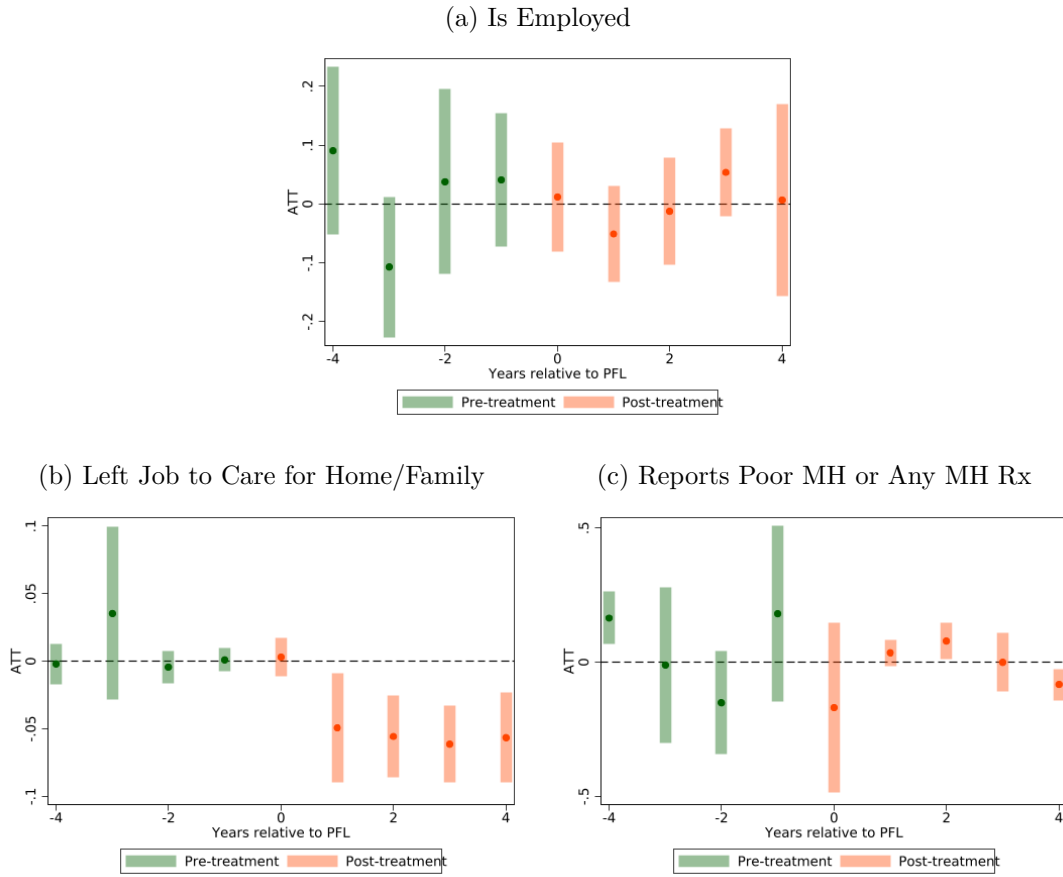 (a) Is Employed
.2
.1
0
-.1
-.2
ATT
-4
-2
0
2
4
Years relative to PFL
Pre-treatment
Post-treatment
(b) Left Job to Care for Home/Family
.1
.05
0
-.05
-.1
ATT
-4
-2
0
2
4
Years relative to PFL
Pre-treatment
Post-treatment
(c) Reports Poor MH or Any MH Rx
.5
0
-.5
ATT
-4
-2
0
2
4
Years relative to PFL
Pre-treatment
Post-treatment